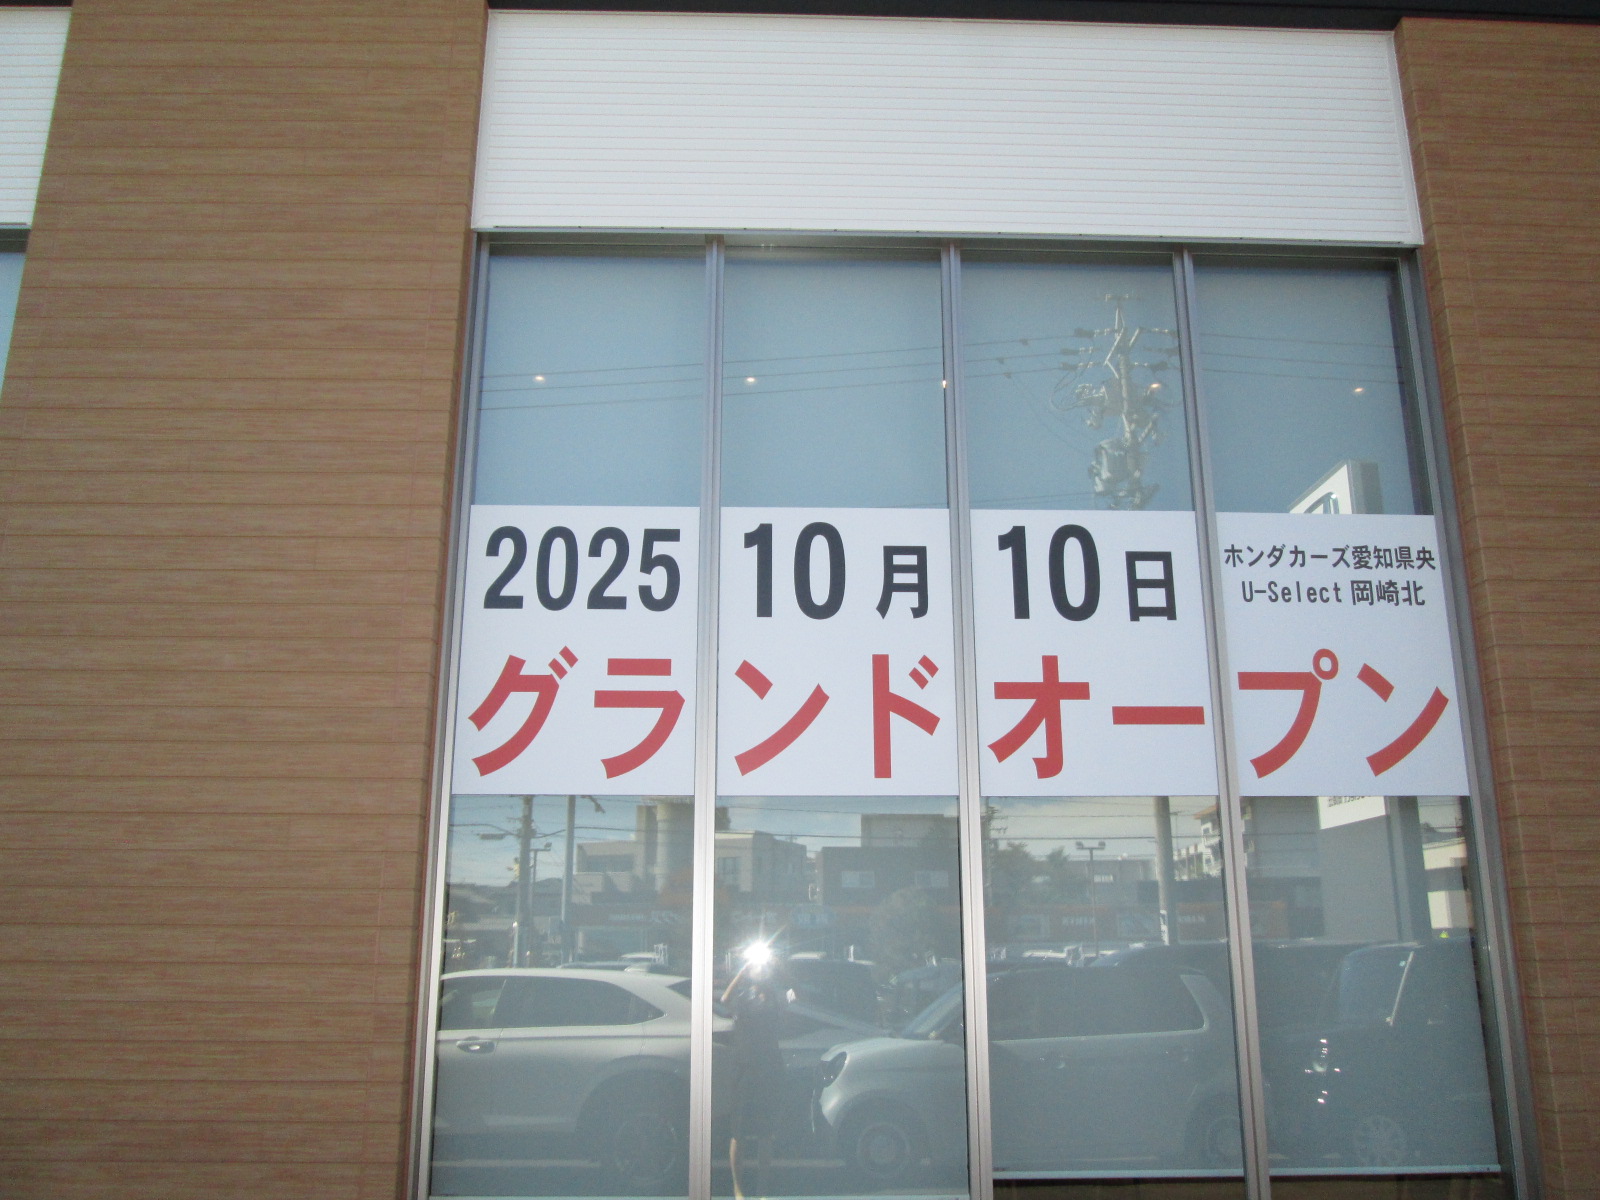 2025 10月 10日
ホンダカーズ愛知県央
U-Select 岡崎北
グランドオープン